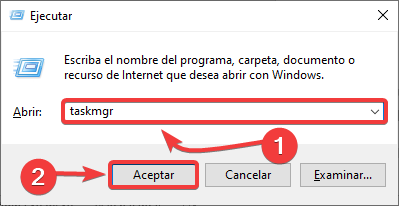 Ejecutar
Escriba el nombre del programa, carpeta, documento o
recurso de Internet que desea abrir con Windows.
Abrir: taskmgr
1
2 Aceptar Cancelar Examinar...